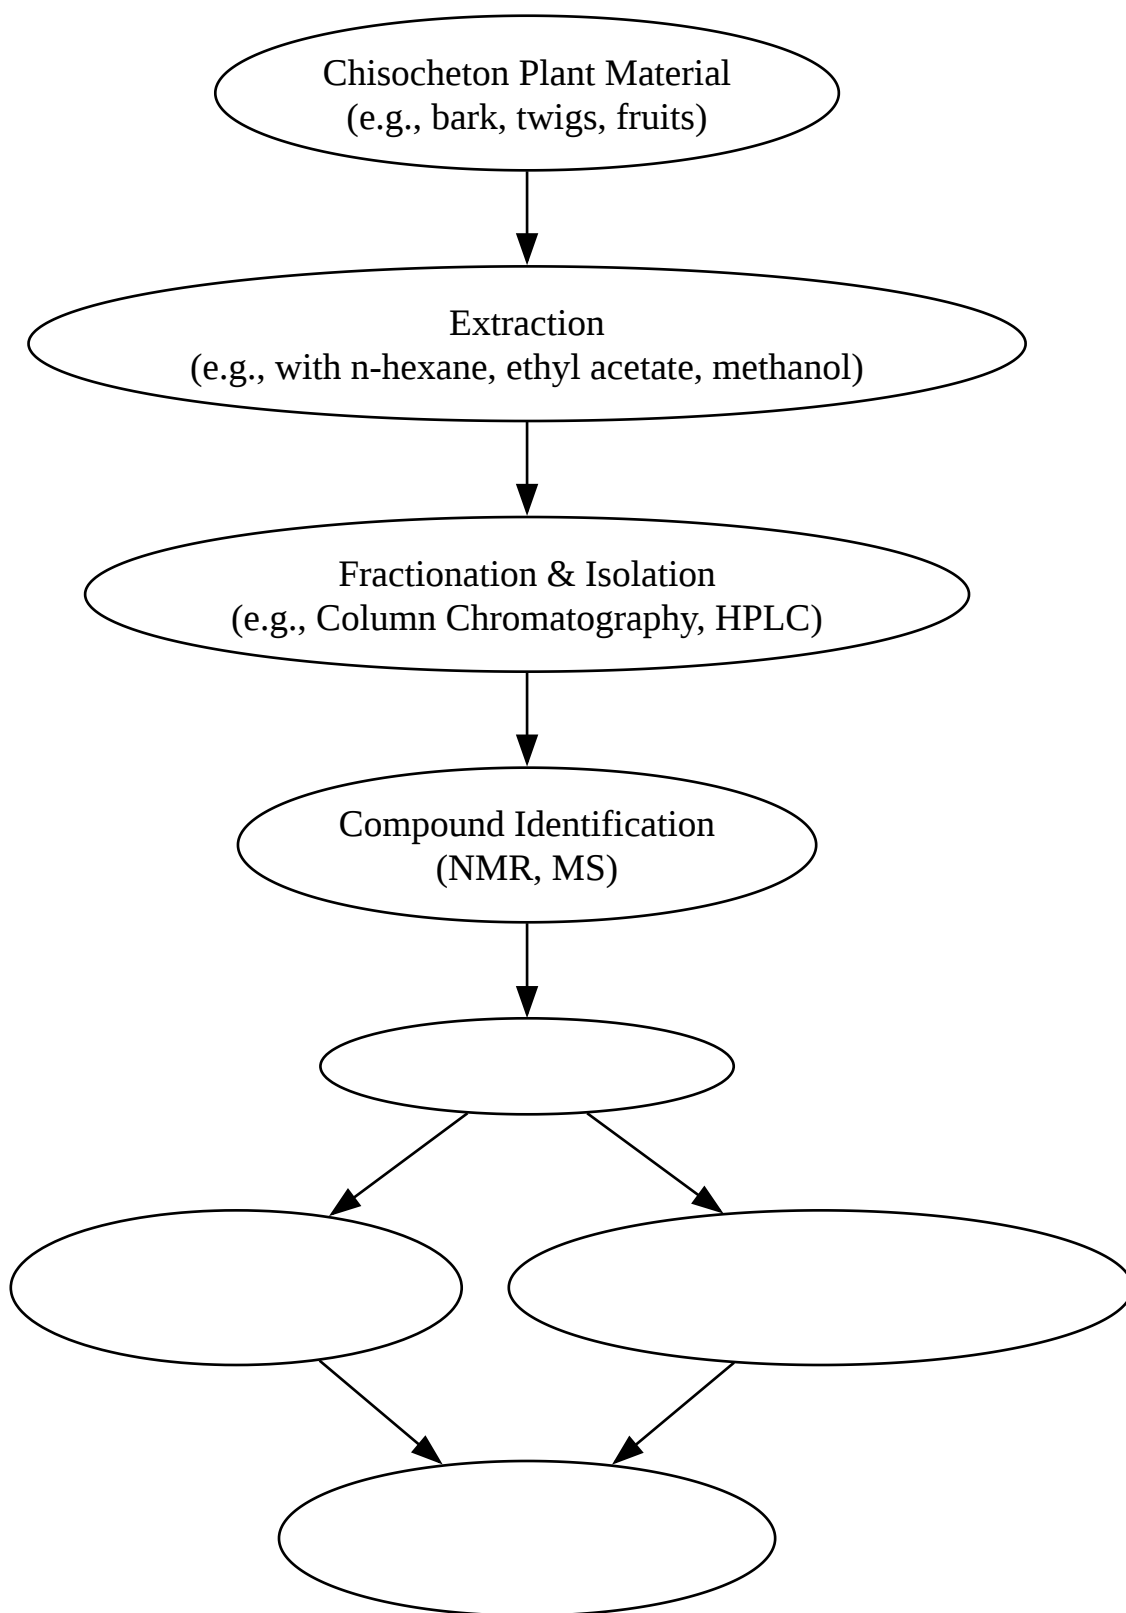 Chisocheton Plant Material
(e.g., bark, twigs, fruits)
Extraction
(e.g., with n-hexane, ethyl acetate, methanol)
Fractionation & Isolation
(e.g., Column Chromatography, HPLC)
Compound Identification
(NMR, MS)